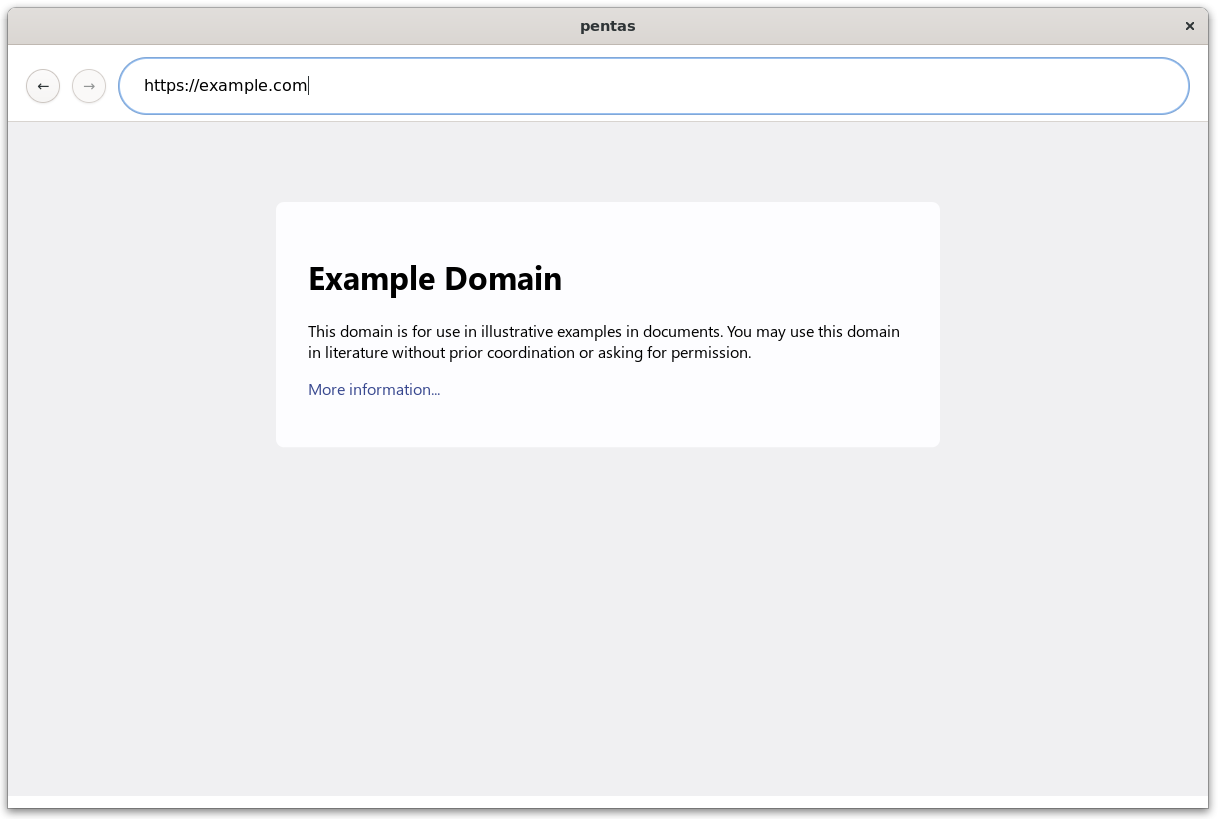 pentas
×
← → https://example.com
Example Domain
This domain is for use in illustrative examples in documents. You may use this domain
in literature without prior coordination or asking for permission.
More information...